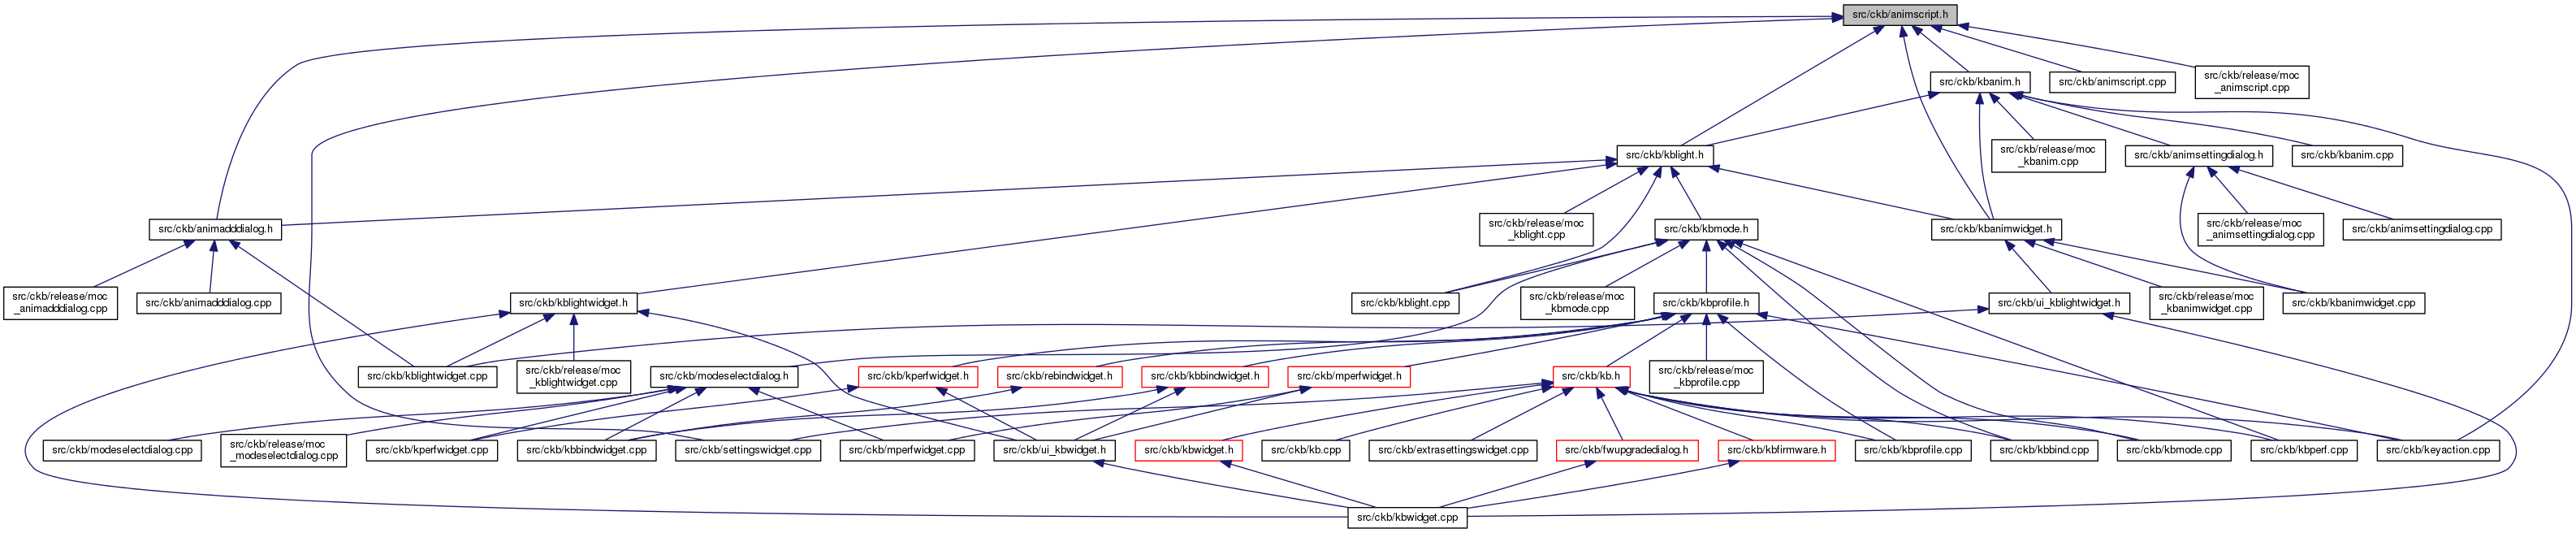 src/ckb/animscript.h
src/ckb/kbanim.h
src/ckb/animscript.cpp
src/ckb/release/moc
_animscript.cpp
src/ckb/kblight.h
src/ckb/release/moc
_kbanim.cpp
src/ckb/animsettingdialog.h
src/ckb/kbanim.cpp
src/ckb/animadddialog.h
src/ckb/release/moc
_kblight.cpp
src/ckb/kbmode.h
src/ckb/kbanimwidget.h
src/ckb/release/moc
_animsettingdialog.cpp
src/ckb/animsettingdialog.cpp
src/ckb/release/moc
_animadddialog.cpp
src/ckb/animadddialog.cpp
src/ckb/kblightwidget.h
src/ckb/kblight.cpp
src/ckb/release/moc
_kbmode.cpp
src/ckb/kbprofile.h
src/ckb/ui_kblightwidget.h
src/ckb/release/moc
_kbanimwidget.cpp
src/ckb/kbanimwidget.cpp
src/ckb/kblightwidget.cpp
src/ckb/release/moc
_kblightwidget.cpp
src/ckb/modeselectdialog.h
src/ckb/kperfwidget.h
src/ckb/rebindwidget.h
src/ckb/kbbindwidget.h
src/ckb/mperfwidget.h
src/ckb/kb.h
src/ckb/release/moc
_kbprofile.cpp
src/ckb/modeselectdialog.cpp
src/ckb/release/moc
_modeselectdialog.cpp
src/ckb/kperfwidget.cpp
src/ckb/kbbindwidget.cpp
src/ckb/settingswidget.cpp
src/ckb/mperfwidget.cpp
src/ckb/ui_kbwidget.h
src/ckb/kbwidget.h
src/ckb/kb.cpp
src/ckb/extrasettingswidget.cpp
src/ckb/fwupgradedialog.h
src/ckb/kbfirmware.h
src/ckb/kbprofile.cpp
src/ckb/kbbind.cpp
src/ckb/kbmode.cpp
src/ckb/kbperf.cpp
src/ckb/keyaction.cpp
src/ckb/kbwidget.cpp